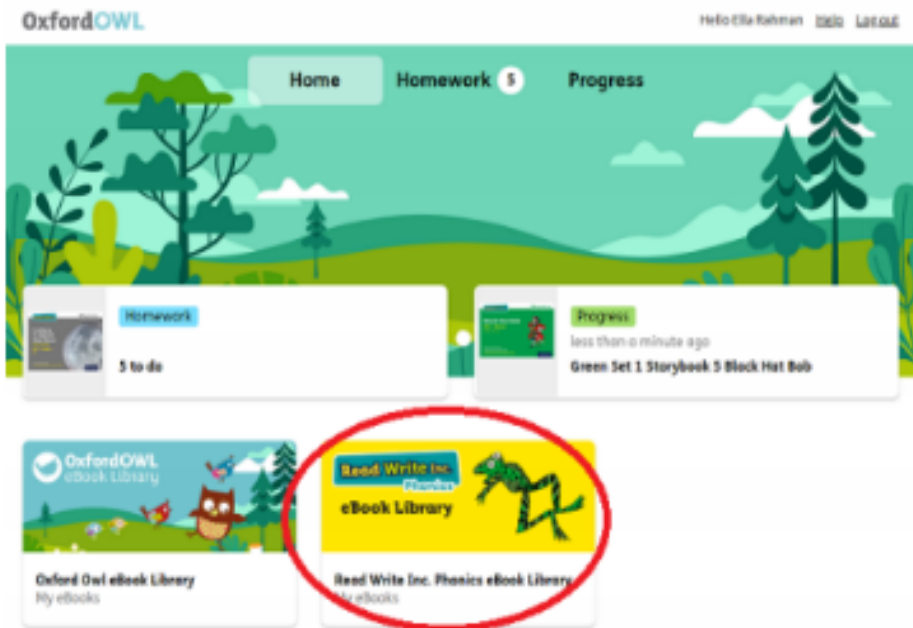 OxfordOWL
Hello Ella Rahman Help Log out
Home Homework 5 Progress
Homework
5 to do
Progress
less than a minute ago
Green Set 1 Storybook 5 Black Hat Bob
OxfordOWL
eBook Library
Oxford Owl eBook Library
My eBooks
Read Write Inc.
Phonics
eBook Library
Read Write Inc. Phonics eBook Library
My eBooks